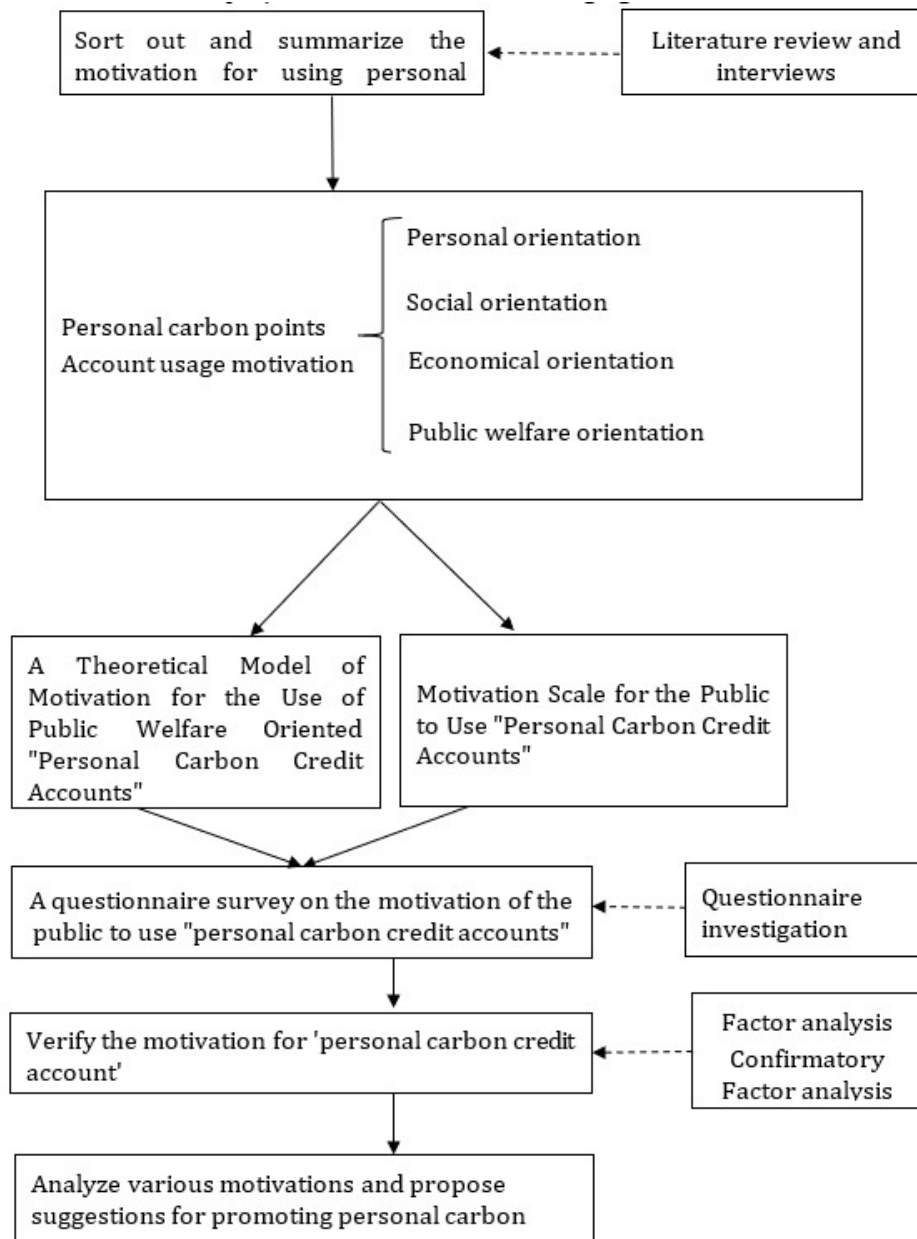 Sort out and summarize the
motivation for using personal
Literature review and
interviews
Personal carbon points
Account usage motivation
Personal orientation
Social orientation
Economical orientation
Public welfare orientation
A Theoretical Model of
Motivation for the Use of
Public Welfare Oriented
"Personal Carbon Credit
Accounts"
Motivation Scale for the Public
to Use "Personal Carbon Credit
Accounts"
A questionnaire survey on the motivation of the
public to use "personal carbon credit accounts"
Questionnaire
investigation
Verify the motivation for 'personal carbon credit
account'
Factor analysis
Confirmatory
Factor analysis
Analyze various motivations and propose
suggestions for promoting personal carbon